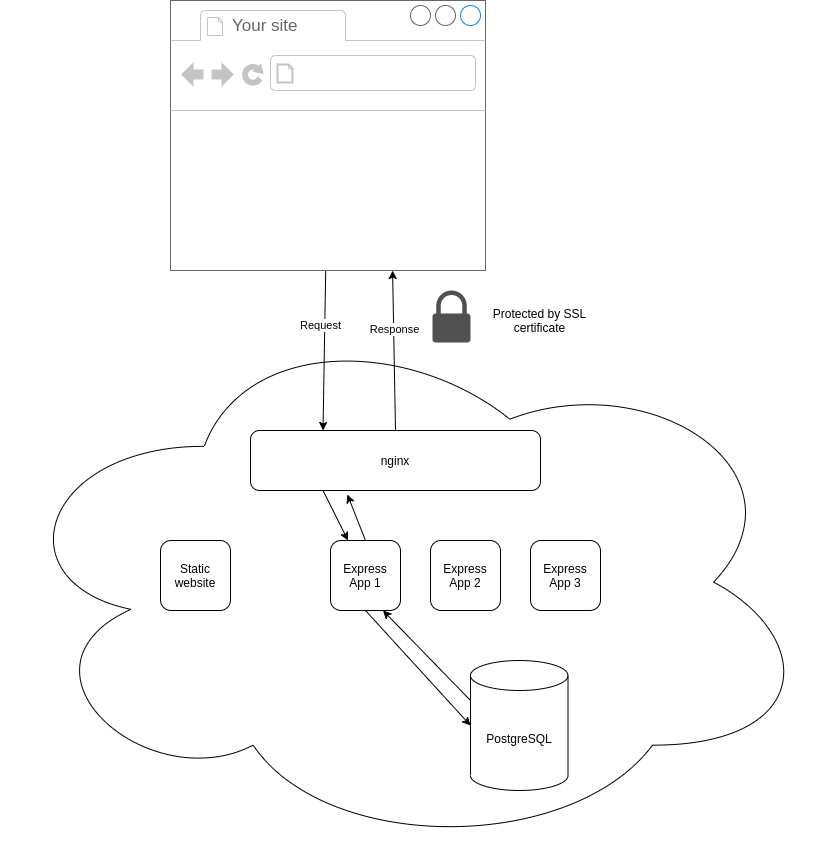 Your site
Request
Response
Protected by SSL
certificate
nginx
Static
website
Express
App 1
Express
App 2
Express
App 3
PostgreSQL